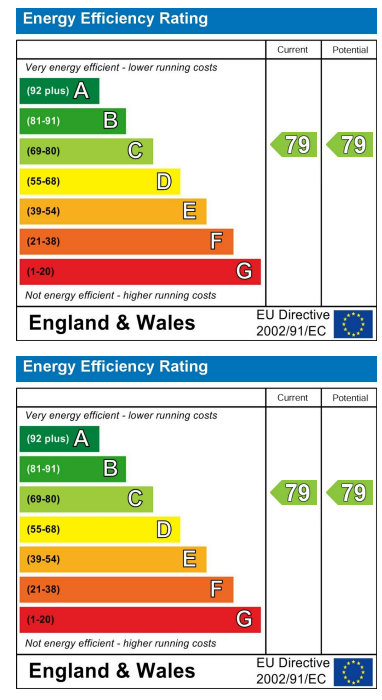 Energy Efficiency Rating
Current Potential
Very energy efficient - lower running costs
(92 plus) A
(81-91) B
(69-80) C 79 79
(55-68) D
(39-54) E
(21-38) F
(1-20) G
Not energy efficient - higher running costs
England & Wales EU Directive
2002/91/EC
Energy Efficiency Rating
Current Potential
Very energy efficient - lower running costs
(92 plus) A
(81-91) B
(69-80) C 79 79
(55-68) D
(39-54) E
(21-38) F
(1-20) G
Not energy efficient - higher running costs
England & Wales EU Directive
2002/91/EC